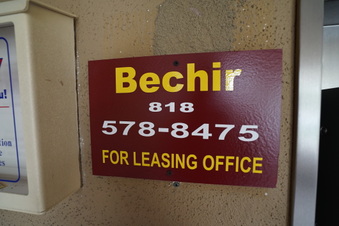 Bechir
818
578-8475
FOR LEASING OFFICE